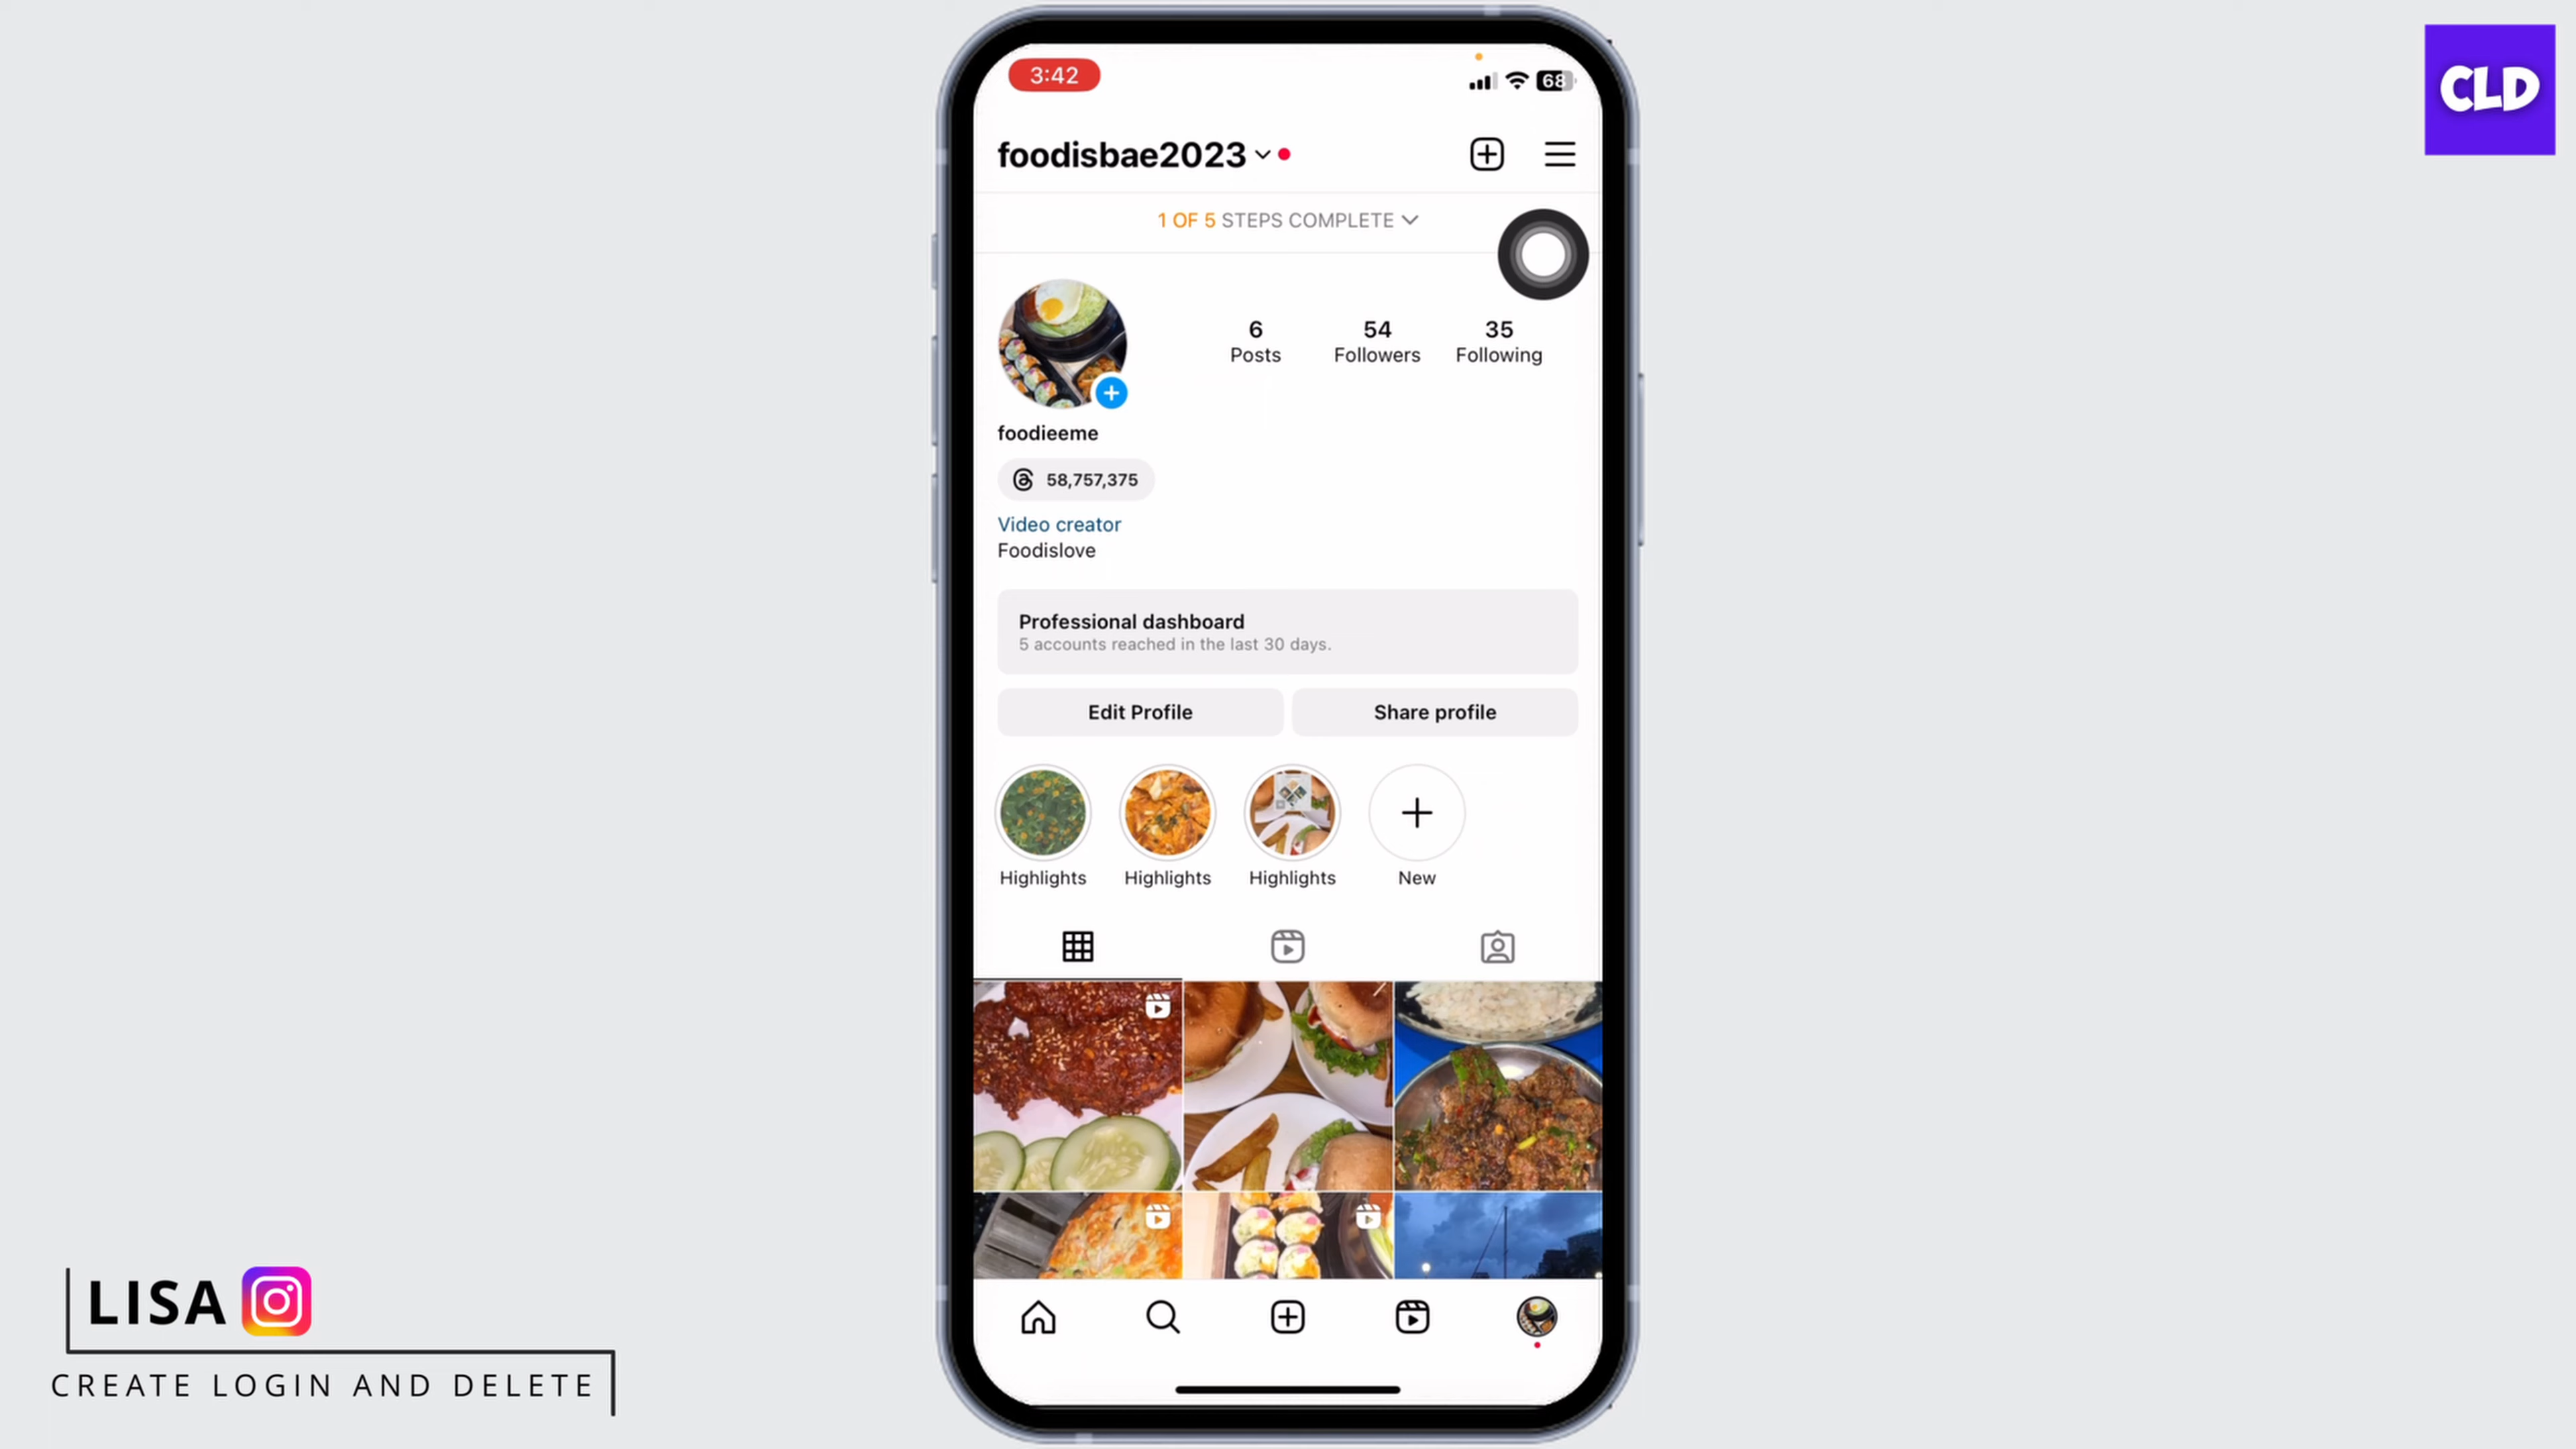 3:42
68
CLD
foodisbae2023
1 OF 5 STEPS COMPLETE
6
Posts
54
Followers
35
Following
foodieeme
58,757,375
Video creator
Foodislove
Professional dashboard
5 accounts reached in the last 30 days.
Edit Profile
Share profile
Highlights
Highlights
Highlights
New
LISA
CREATE LOGIN AND DELETE